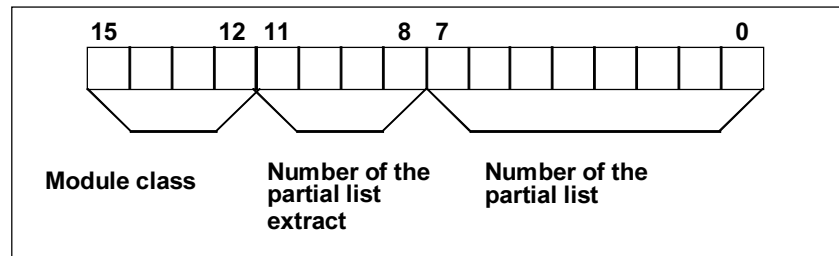 15 12 11 8 7 0
Module class
Number of the
partial list
extract
Number of the
partial list